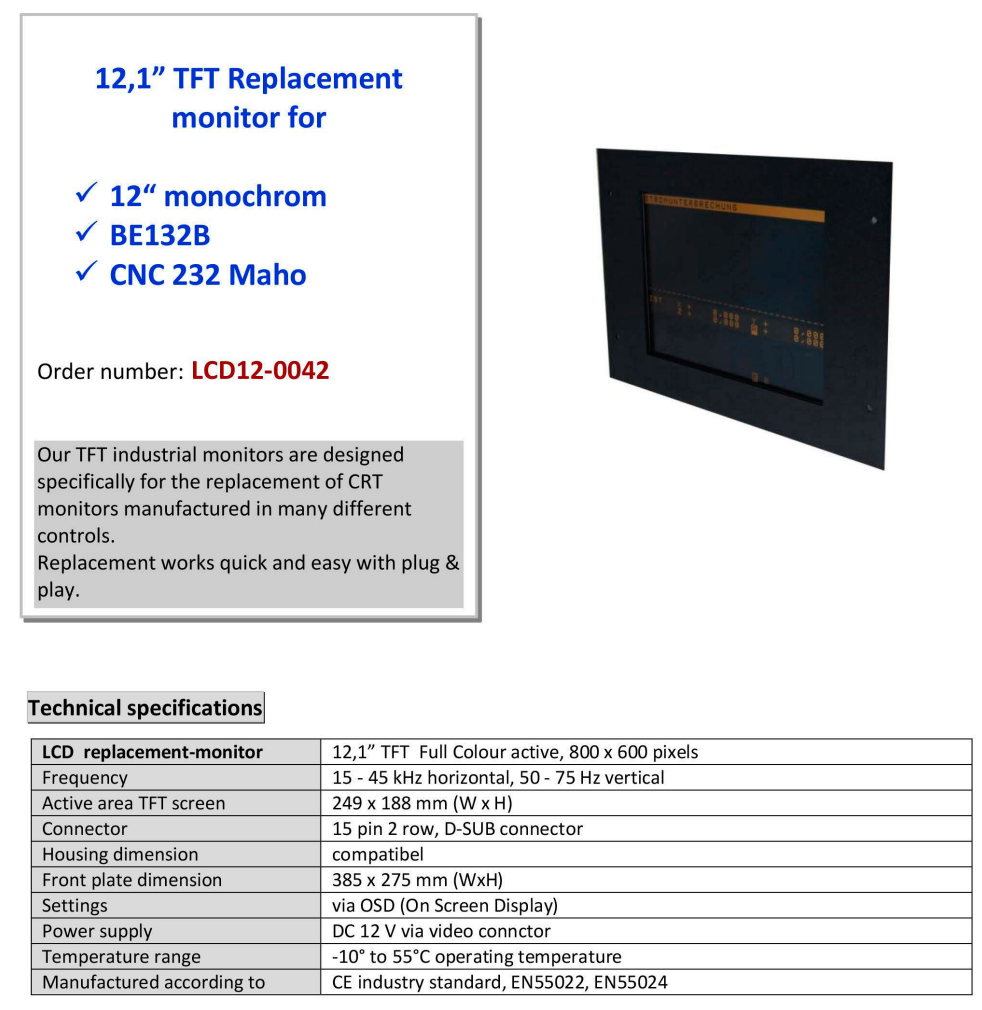 12,1” TFT Replacement
monitor for
✓ 12“ monochrom
✓ BE132B
✓ CNC 232 Maho
Order number: LCD12-0042
Our TFT industrial monitors are designed
specifically for the replacement of CRT
monitors manufactured in many different
controls.
Replacement works quick and easy with plug &
play.
STROMUNTERBRECHUNG
IST
Technical specifications
LCD  replacement-monitor 12,1” TFT  Full Colour active, 800 x 600 pixels
Frequency 15 - 45 kHz horizontal, 50 - 75 Hz vertical
Active area TFT screen 249 x 188 mm (W x H)
Connector 15 pin 2 row, D-SUB connector
Housing dimension compatibel
Front plate dimension 385 x 275 mm (WxH)
Settings via OSD (On Screen Display)
Power supply DC 12 V via video connctor
Temperature range -10° to 55°C operating temperature
Manufactured according to CE industry standard, EN55022, EN55024